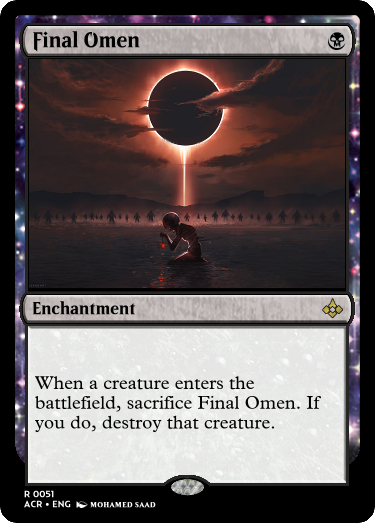 Final Omen
Enchantment
When a creature enters the
battlefield, sacrifice Final Omen. If
you do, destroy that creature.
R 0051
ACR • ENG MOHAMED SAAD